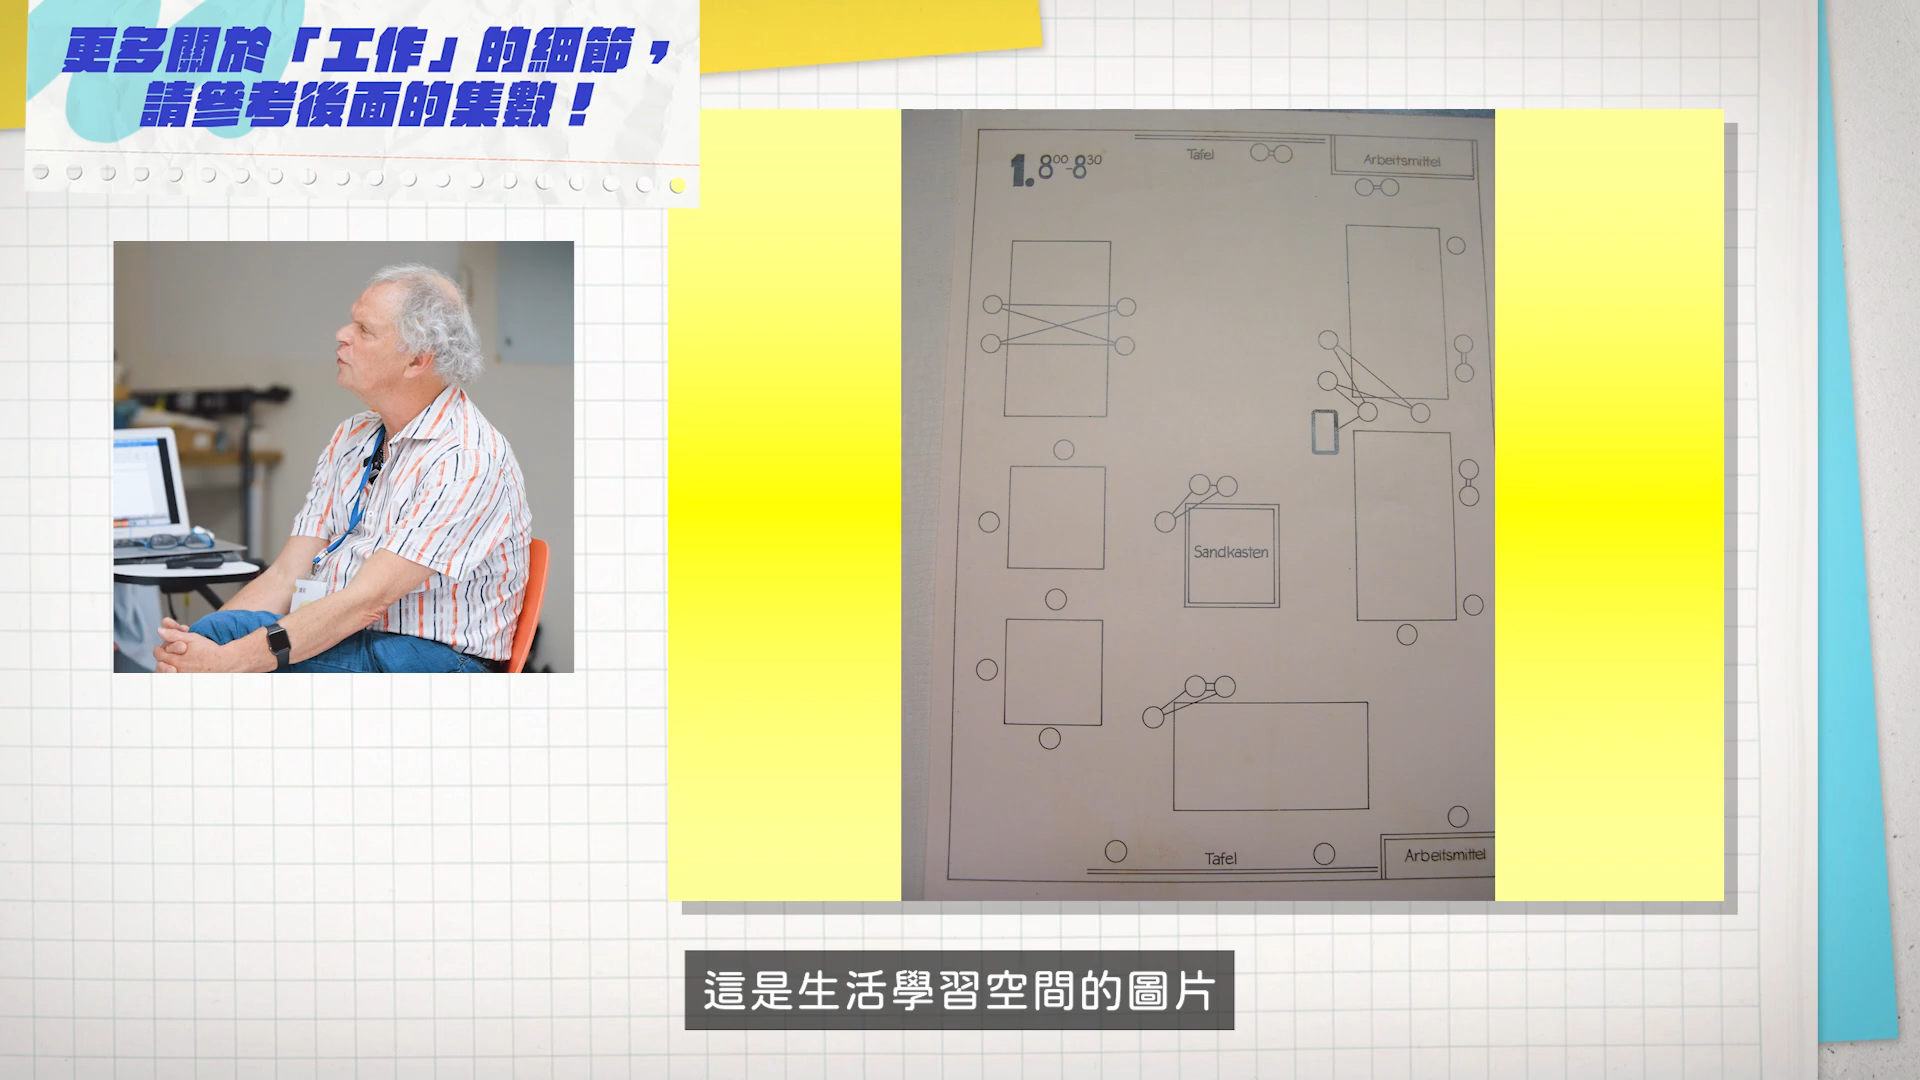 更多關於「工作」的細節，
請參考後面的集數！
1. 8⁰⁰-8³⁰
Tafel
Arbeitsmittel
Sandkasten
Tafel
Arbeitsmittel
這是生活學習空間的圖片